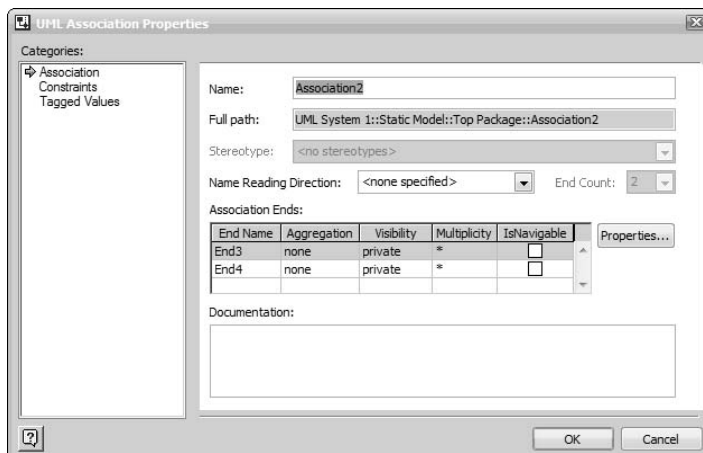 UML Association Properties
Categories:
Association
Constraints
Tagged Values
Name: Association2
Full path: UML System 1::Static Model::Top Package::Association2
Stereotype: <no stereotypes>
Name Reading Direction: <none specified> End Count: 2
Association Ends:
End Name Aggregation Visibility Multiplicity IsNavigable
End3 none private *
End4 none private *
Properties...
Documentation:
?
OK Cancel